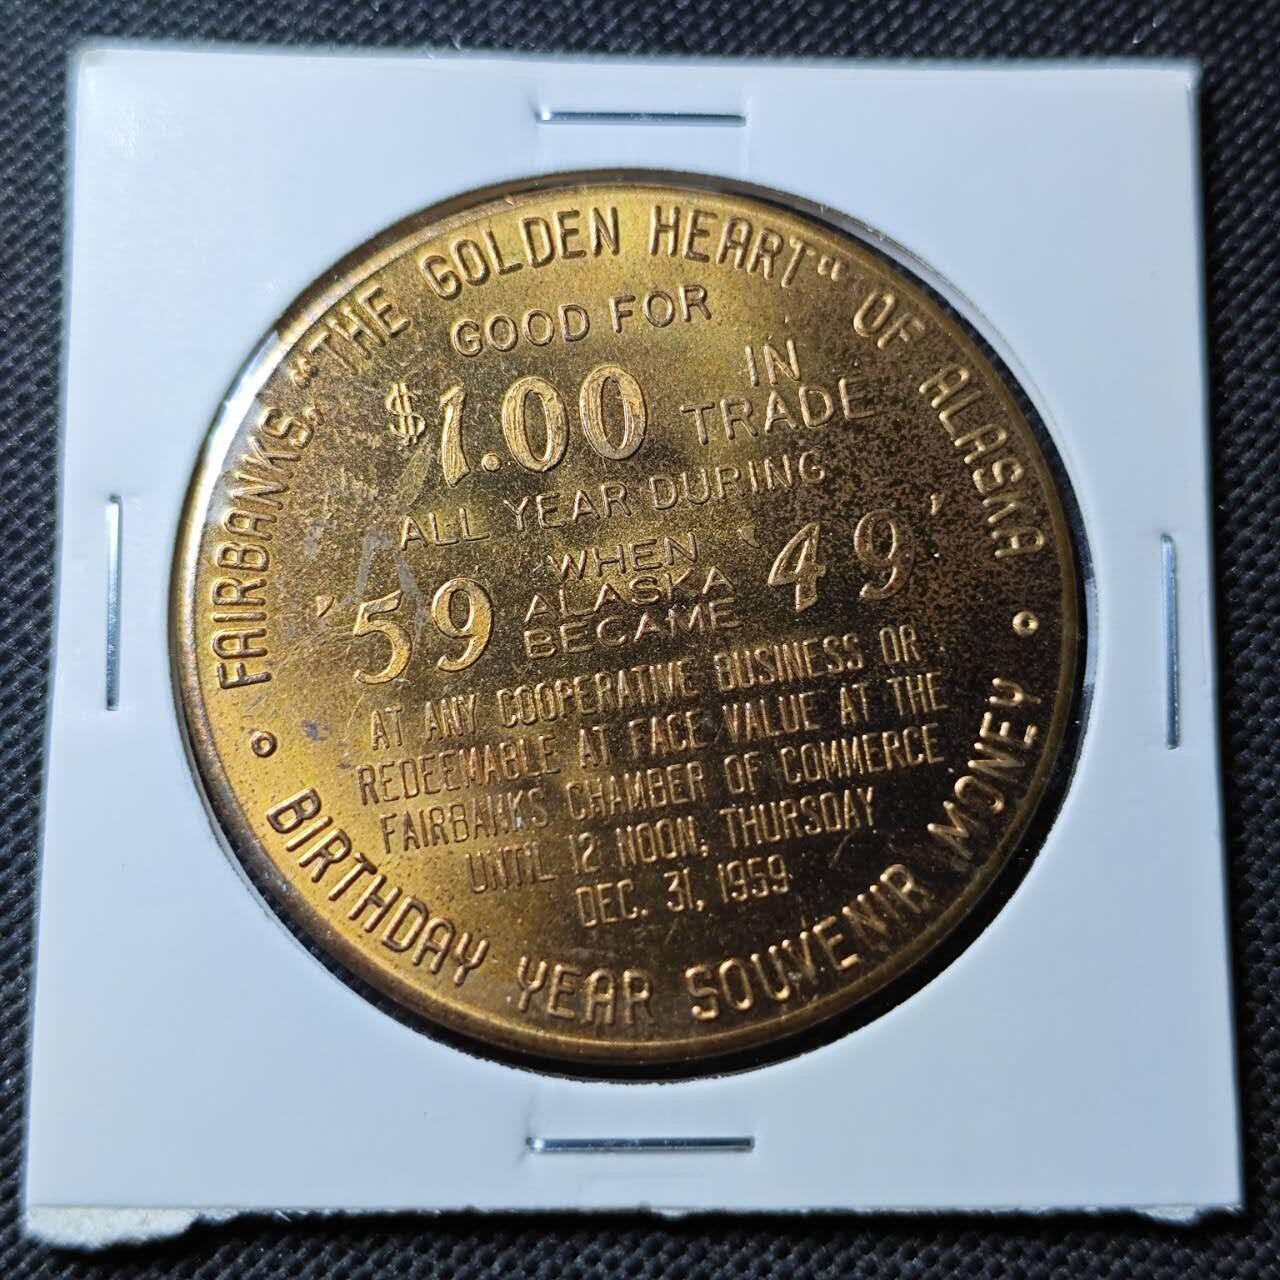 FAIRBANKS, "THE GOLDEN HEART" OF ALASKA
GOOD FOR
$1.00 IN TRADE
ALL YEAR DURING
'59 WHEN ALASKA BECAME '49'
AT ANY COOPERATIVE BUSINESS OR
REDEEMABLE AT FACE VALUE AT THE
FAIRBANKS CHAMBER OF COMMERCE
UNTIL 12 NOON, THURSDAY
DEC. 31, 1959
BIRTHDAY YEAR SOUVENIR MONEY